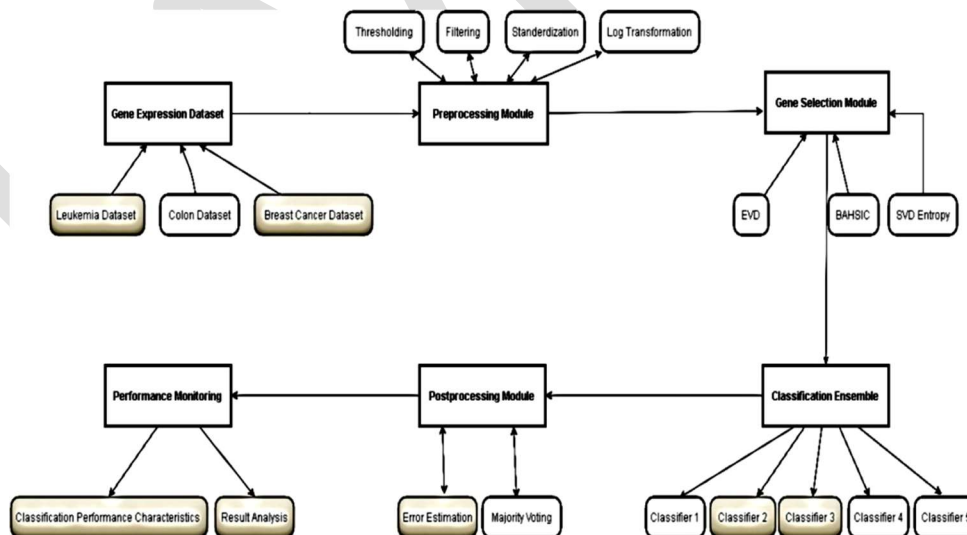 Thresholding
Filtering
Standerdization
Log Transformation
Gene Expression Dataset
Preprocessing Module
Gene Selection Module
Leukemia Dataset
Colon Dataset
Breast Cancer Dataset
EVD
BAHSIC
SVD Entropy
Performance Monitoring
Postprocessing Module
Classification Ensemble
Classification Performance Characteristics
Result Analysis
Error Estimation
Majority Voting
Classifier 1
Classifier 2
Classifier 3
Classifier 4
Classifier 5